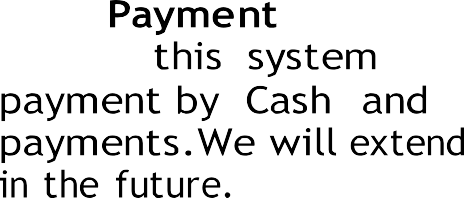 Payment
this system
payment by Cash and
payments.We will extend
in the future.